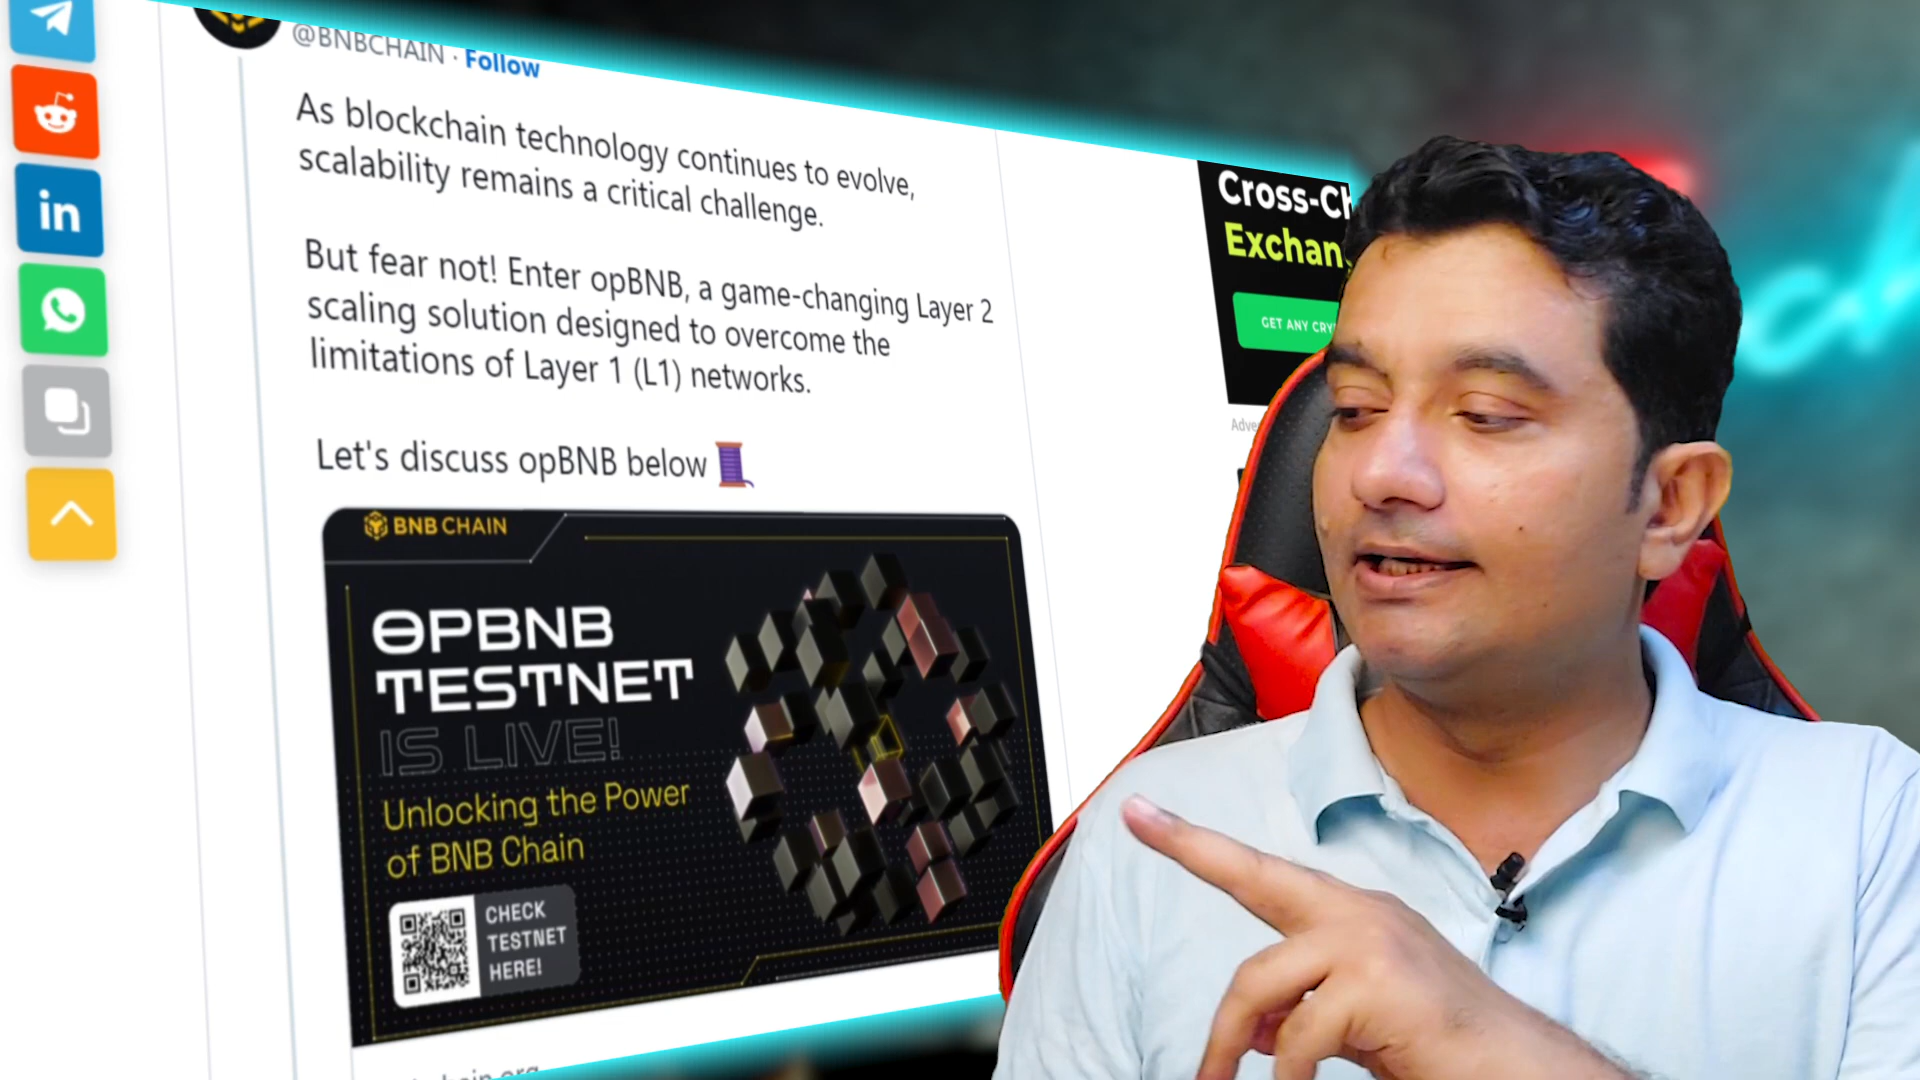 @BNBCHAIN · Follow
As blockchain technology continues to evolve,
scalability remains a critical challenge.
But fear not! Enter opBNB, a game-changing Layer 2
scaling solution designed to overcome the
limitations of Layer 1 (L1) networks.
Let's discuss opBNB below
BNB CHAIN
OPBNB
TESTNET
IS LIVE!
Unlocking the Power
of BNB Chain
CHECK
TESTNET
HERE!
Cross-Ch
Exchan
GET ANY CRY
Adve
in